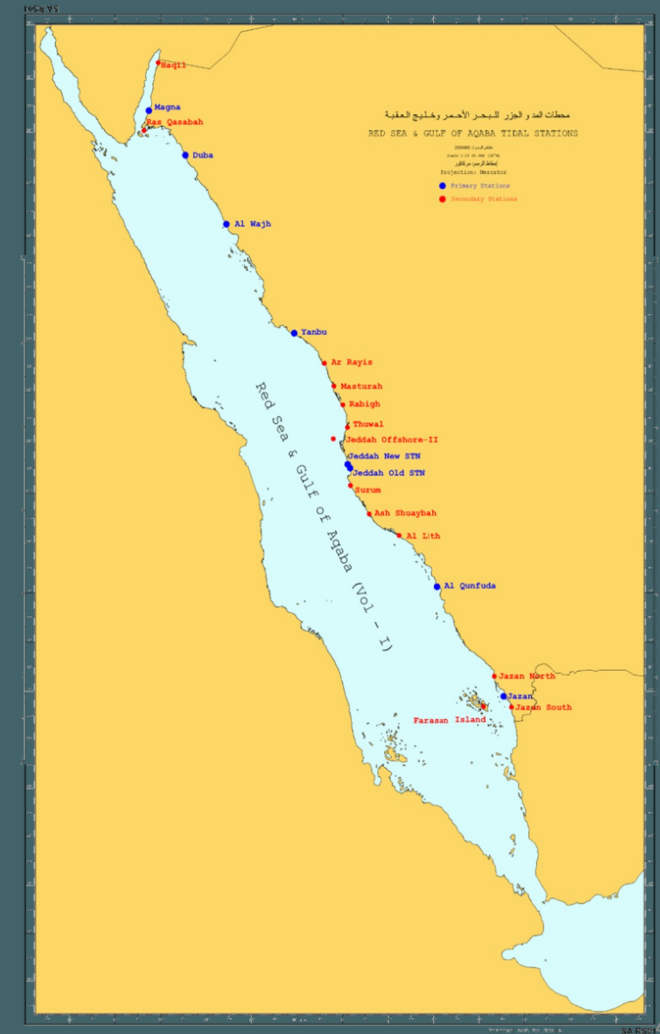 محطات المد و الجزر للبحر الأحمر وخليج العقبة
RED SEA & GULF OF AQABA TIDAL STATIONS
Projection: Mercator
Primary Stations
Secondary Stations
Haql
Magna
Ras Qasabah
Duba
Al Wajh
Yanbu
Ar Rayis
Masturah
Rabigh
Thuwal
Jeddah Offshore-II
Jeddah New STN
Jeddah Old STN
Surum
Ash Shuaybah
Al Lith
Al Qunfuda
Jazan North
Jazan
Jazan South
Farasan Island
Red Sea & Gulf of Aqaba (Vol - I)